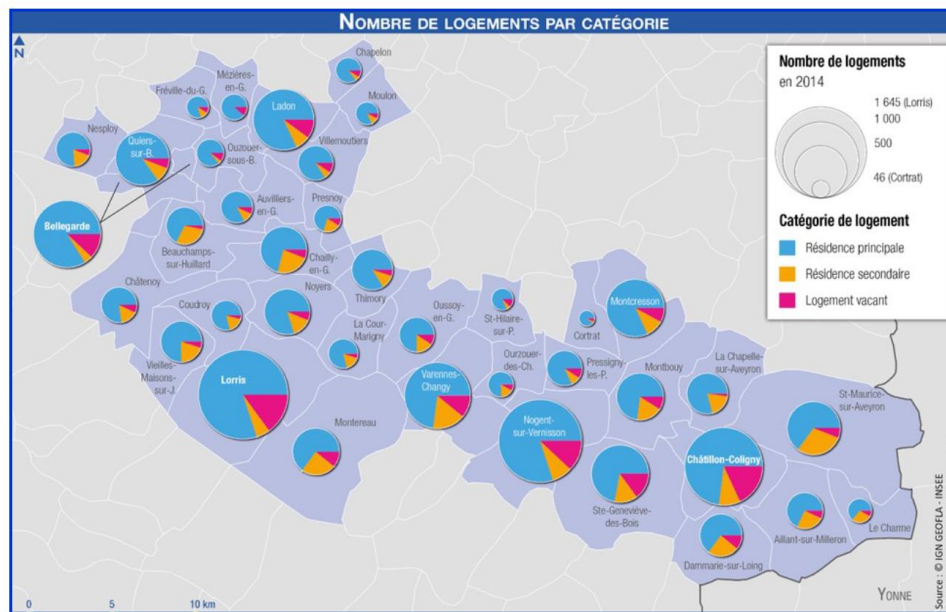 NOMBRE DE LOGEMENTS PAR CATÉGORIE
N
Chapelon
Mézières-
en-G.
Fréville-du-G.
Ladon
Moulon
Nesploy
Quiers-
sur-B.
Ouzouer-
sous-B.
Villemoutiers
Auvilliers-
en-G.
Presnoy
Bellegarde
Beauchamps-
sur-Huillard
Chailly-
en-G.
Châtenoy
Thimory
Coudroy
Noyers
Oussoy-
en-G.
St-Hilaire-
sur-P.
Montcresson
Cortrat
La Cour-
Marigny
Vieilles-
Maisons-
sur-J.
Ourzouer-
des-Ch.
Pressigny-
les-P.
Montbouy
La Chapelle-
sur-Aveyron
Lorris
Varennes-
Changy
St-Maurice-
sur-Aveyron
Montereau
Nogent-
sur-Vernisson
Châtillon-Coligny
Ste-Geneviève-
des-Bois
Aillant-sur-Milleron
Le Charme
Dammarie-sur-Loing
YONNE
0 5 10 km
Nombre de logements
en 2014
1 645 (Lorris)
1 000
500
46 (Cortrat)
Catégorie de logement
Résidence principale
Résidence secondaire
Logement vacant
Source : © IGN GEOFLA - INSEE